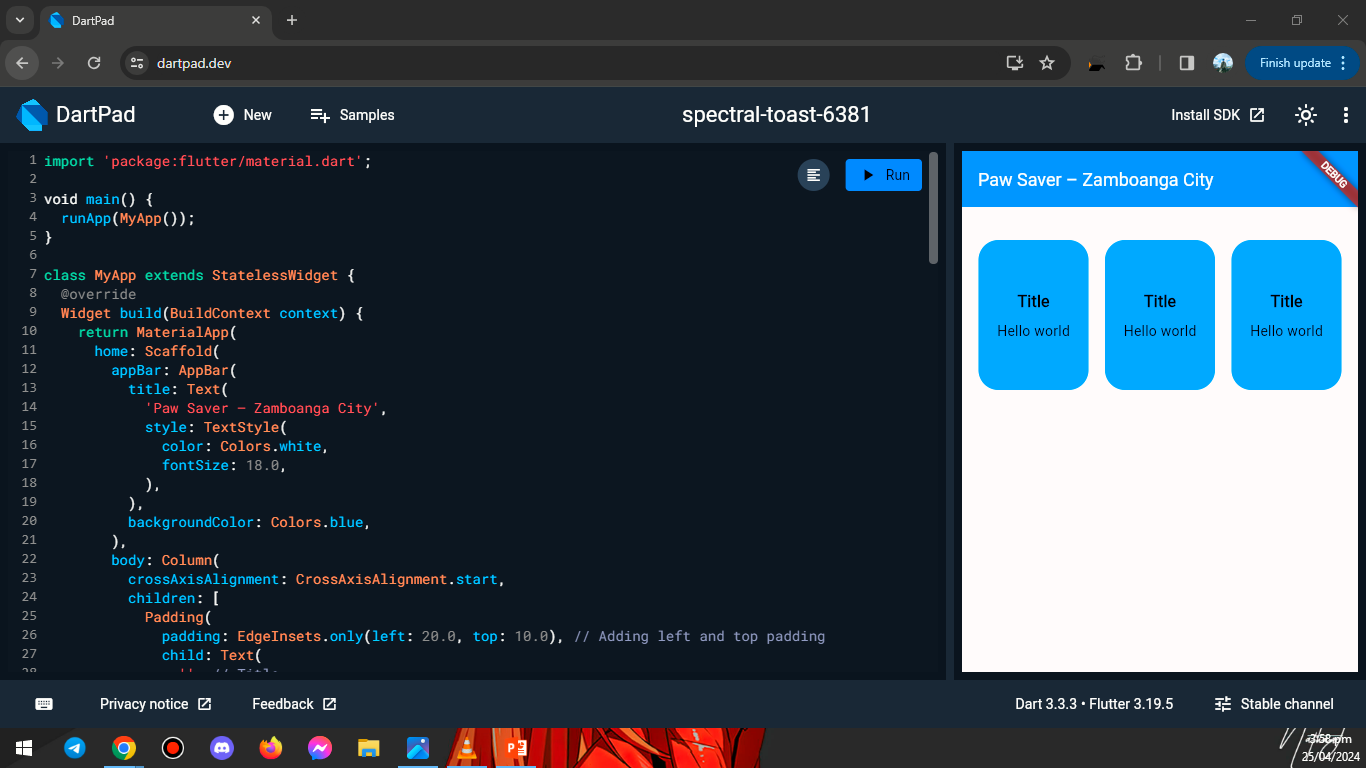 DartPad
dartpad.dev
Finish update
DartPad
New
Samples
spectral-toast-6381
Install SDK
1 import 'package:flutter/material.dart';
2
3 void main() {
4 runApp(MyApp());
5 }
6
7 class MyApp extends StatelessWidget {
8 @override
9 Widget build(BuildContext context) {
10 return MaterialApp(
11 home: Scaffold(
12 appBar: AppBar(
13 title: Text(
14 'Paw Saver – Zamboanga City',
15 style: TextStyle(
16 color: Colors.white,
17 fontSize: 18.0,
18 ),
19 ),
20 backgroundColor: Colors.blue,
21 ),
22 body: Column(
23 crossAxisAlignment: CrossAxisAlignment.start,
24 children: [
25 Padding(
26 padding: EdgeInsets.only(left: 20.0, top: 10.0), // Adding left and top padding
27 child: Text(
28 '', // Title
Run
Paw Saver – Zamboanga City
DEBUG
Title
Hello world
Title
Hello world
Title
Hello world
Privacy notice
Feedback
Dart 3.3.3 • Flutter 3.19.5
Stable channel
3:58 pm
25/04/2024